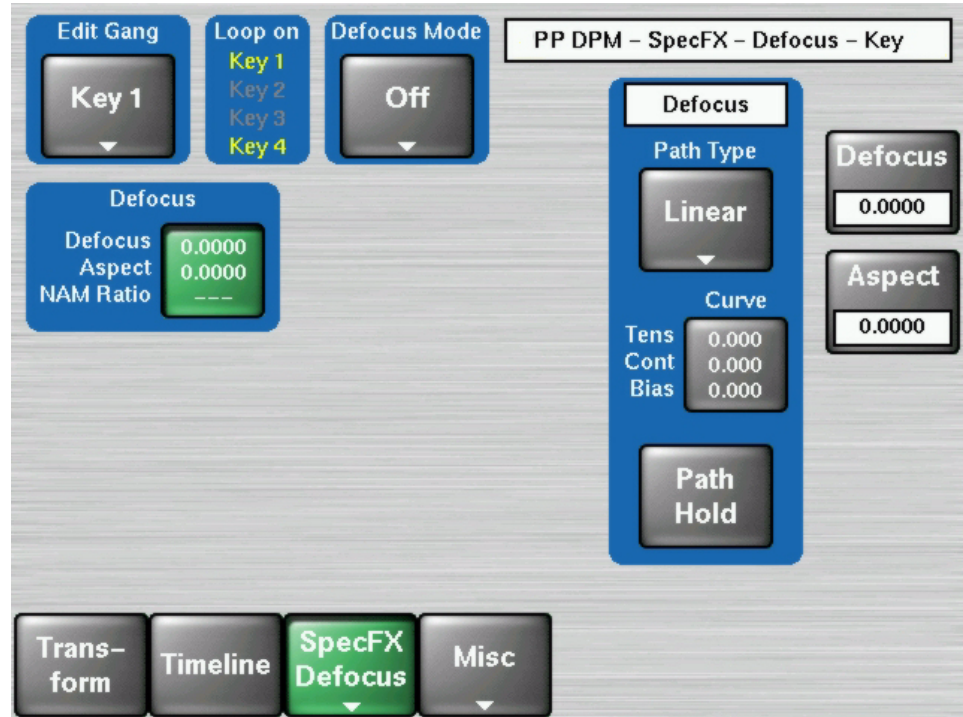 Edit Gang
Key 1
Loop on
Key 1
Key 2
Key 3
Key 4
Defocus Mode
Off
PP DPM – SpecFX – Defocus – Key
Defocus
Defocus 0.0000
Aspect 0.0000
NAM Ratio ---
Defocus
Path Type
Linear
Curve
Tens 0.000
Cont 0.000
Bias 0.000
Path
Hold
Defocus
0.0000
Aspect
0.0000
Trans–
form
Timeline
SpecFX
Defocus
Misc